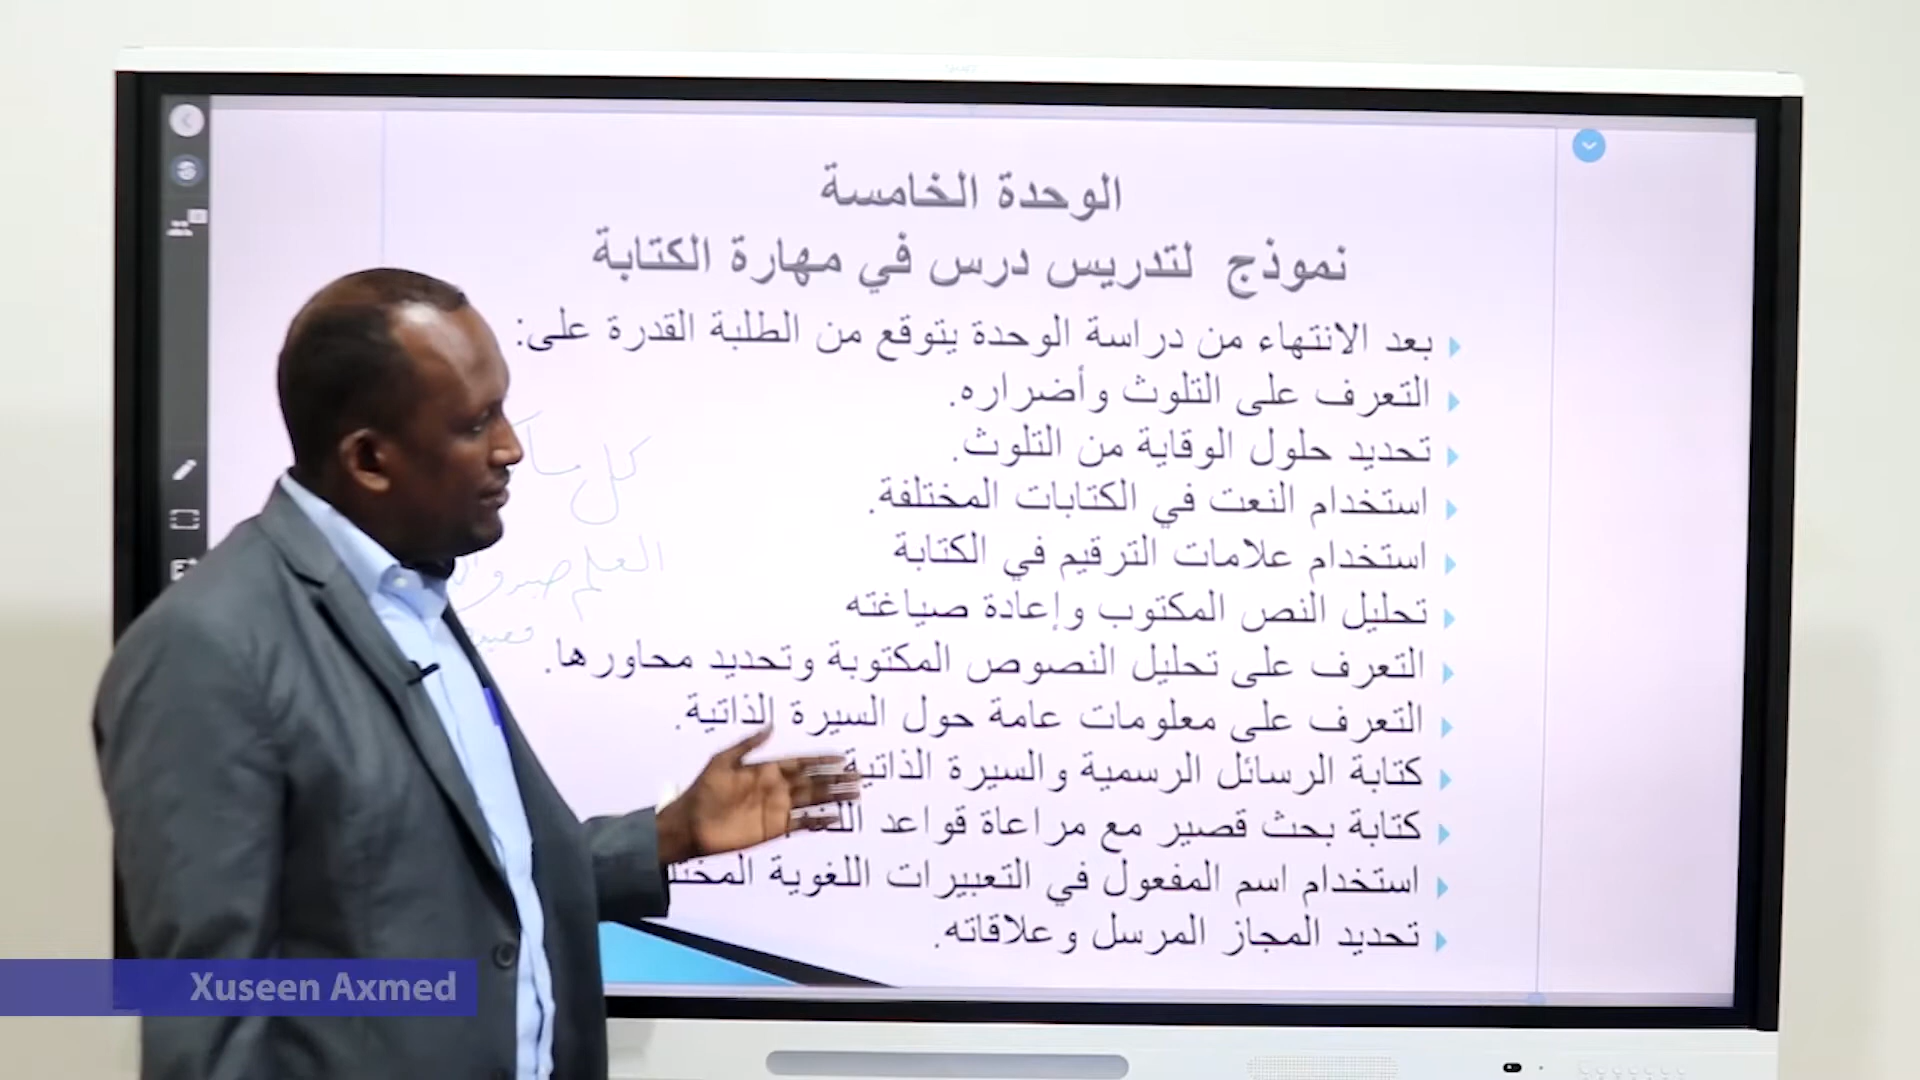 الوحدة الخامسة
نموذج لتدريس درس في مهارة الكتابة
بعد الانتهاء من دراسة الوحدة يتوقع من الطلبة القدرة على:
التعرف على التلوث وأضراره.
تحديد حلول الوقاية من التلوث.
استخدام النعت في الكتابات المختلفة.
استخدام علامات الترقيم في الكتابة
تحليل النص المكتوب وإعادة صياغته
التعرف على تحليل النصوص المكتوبة وتحديد محاورها.
التعرف على معلومات عامة حول السيرة الذاتية.
كتابة الرسائل الرسمية والسيرة الذاتية
كتابة بحث قصير مع مراعاة قواعد
استخدام اسم المفعول في التعبيرات اللغوية
تحديد المجاز المرسل وعلاقاته.
كل
العلم
Xuseen Axmed